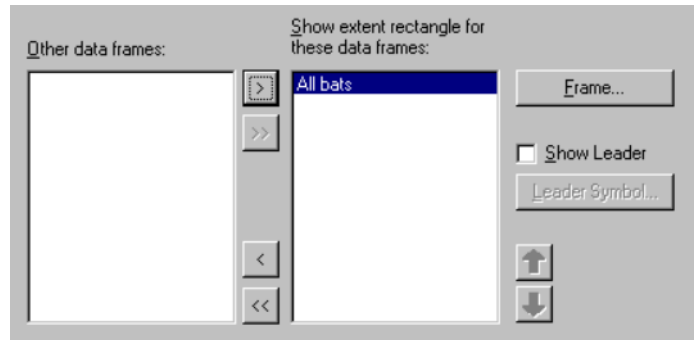 Show extent rectangle for
Other data frames:
these data frames:
All bats
>
Frame...
>>
Show Leader
Leader Symbol...
<
<<